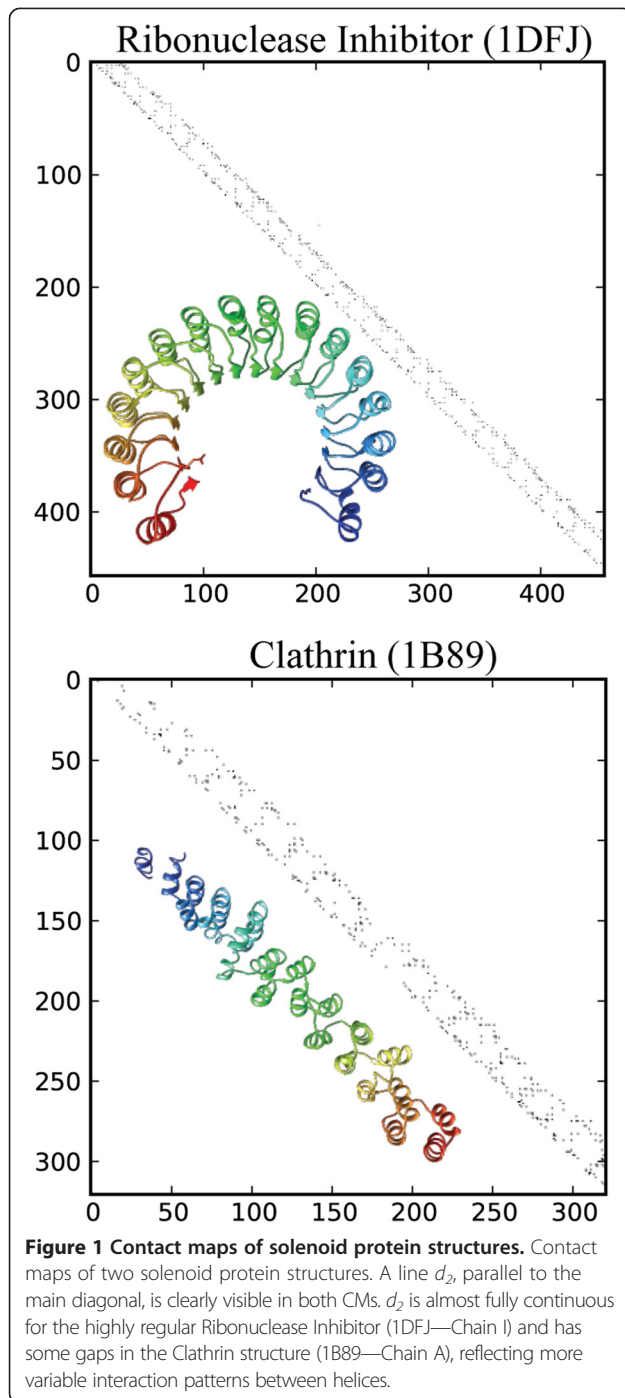 Ribonuclease Inhibitor (1DFJ)
0
100
200
300
400
0 100 200 300 400
Clathrin (1B89)
0
50
100
150
200
250
300
0 50 100 150 200 250 300
Figure 1 Contact maps of solenoid protein structures. Contact
maps of two solenoid protein structures. A line d2, parallel to the
main diagonal, is clearly visible in both CMs. d2 is almost fully continuous
for the highly regular Ribonuclease Inhibitor (1DFJ—Chain I) and has
some gaps in the Clathrin structure (1B89—Chain A), reflecting more
variable interaction patterns between helices.